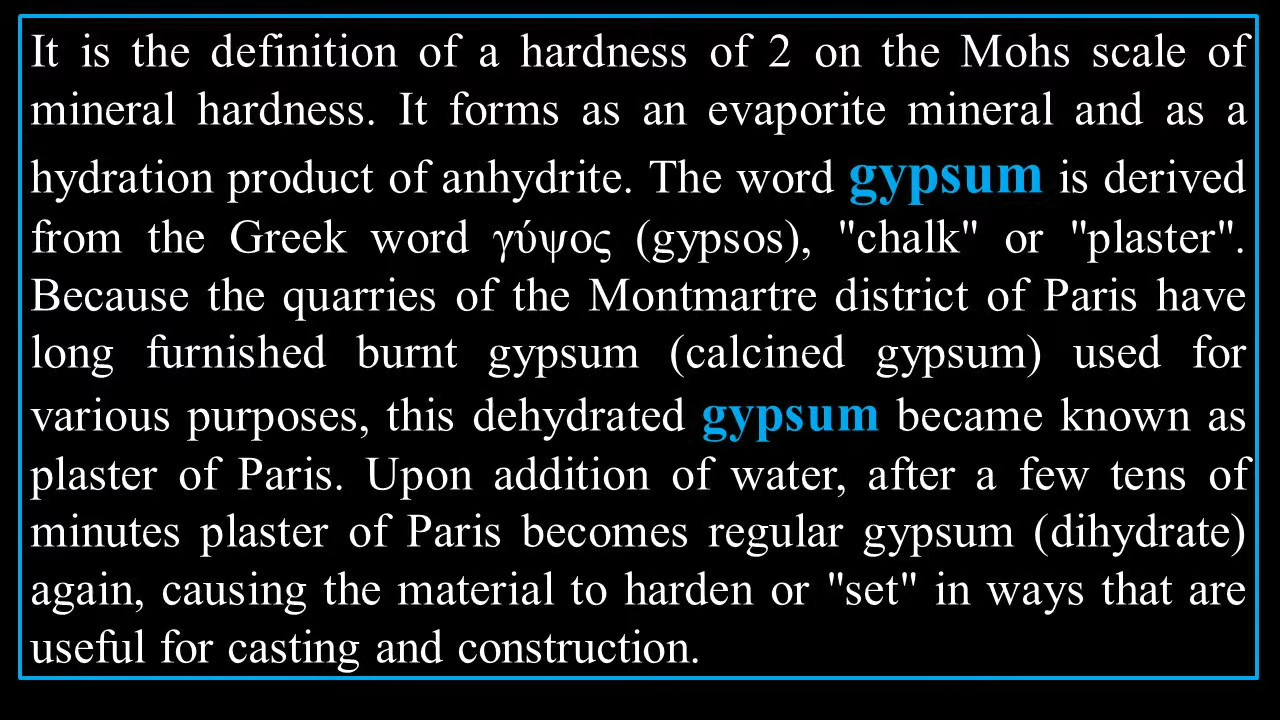 It is the definition of a hardness of 2 on the Mohs scale of
mineral hardness. It forms as an evaporite mineral and as a
hydration product of anhydrite. The word gypsum is derived
from the Greek word γύψος (gypsos), "chalk" or "plaster".
Because the quarries of the Montmartre district of Paris have
long furnished burnt gypsum (calcined gypsum) used for
various purposes, this dehydrated gypsum became known as
plaster of Paris. Upon addition of water, after a few tens of
minutes plaster of Paris becomes regular gypsum (dihydrate)
again, causing the material to harden or "set" in ways that are
useful for casting and construction.